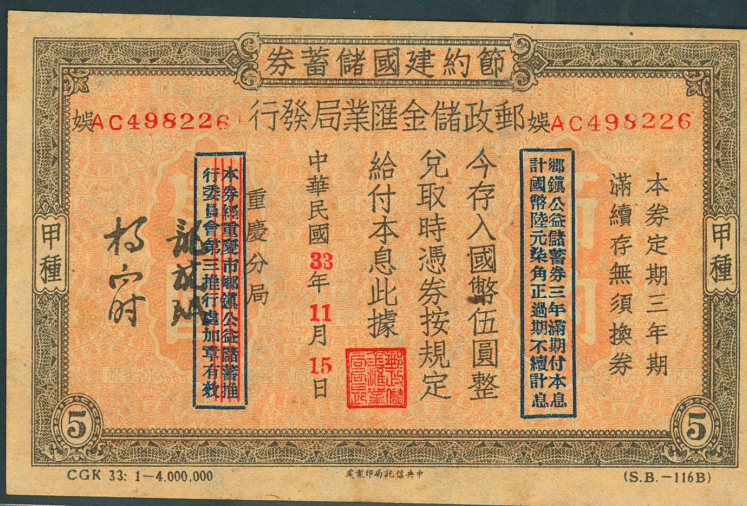 節約建國儲蓄券
郵政儲金匯業局發行
娛AC498226
娛AC498226
甲種
甲種
本券定期三年期
滿續存無須換券
鄉鎮公益儲蓄券三年滿期付本息
計國幣陸元柒角正過期不續計息
今存入國幣伍圓整
兌取時憑券按規定
給付本息此據
中華民國33年11月15日
重慶分局
本券經重慶市鄉鎮公益儲蓄推
行委員會第三推行處加章有效
5
5
CGK 33: 1—4.000.000
中央信託局印製處
(S.B.—116B)